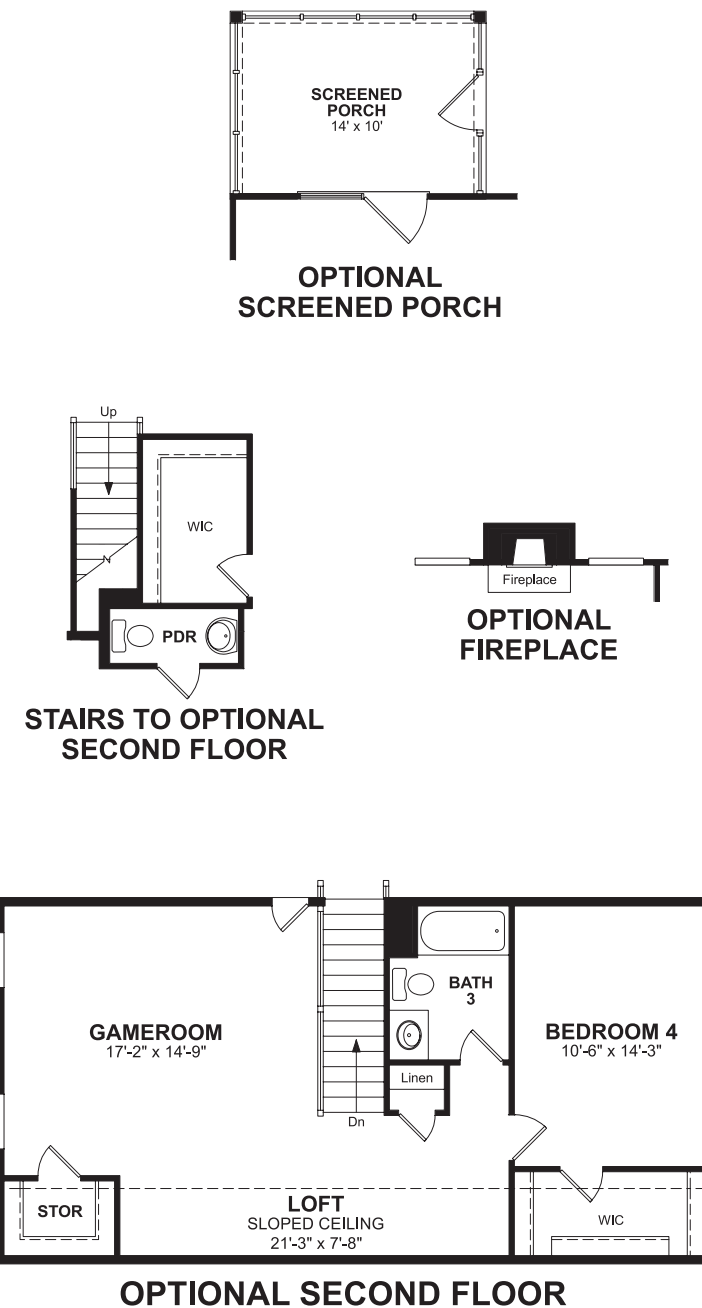 SCREENED
PORCH
14' x 10'
OPTIONAL
SCREENED PORCH
Up
WIC
PDR
STAIRS TO OPTIONAL
SECOND FLOOR
Fireplace
OPTIONAL
FIREPLACE
GAMEROOM
17'-2" x 14'-9"
BATH
3
BEDROOM 4
10'-6" x 14'-3"
Linen
Dn
STOR
LOFT
SLOPED CEILING
21'-3" x 7'-8"
WIC
OPTIONAL SECOND FLOOR